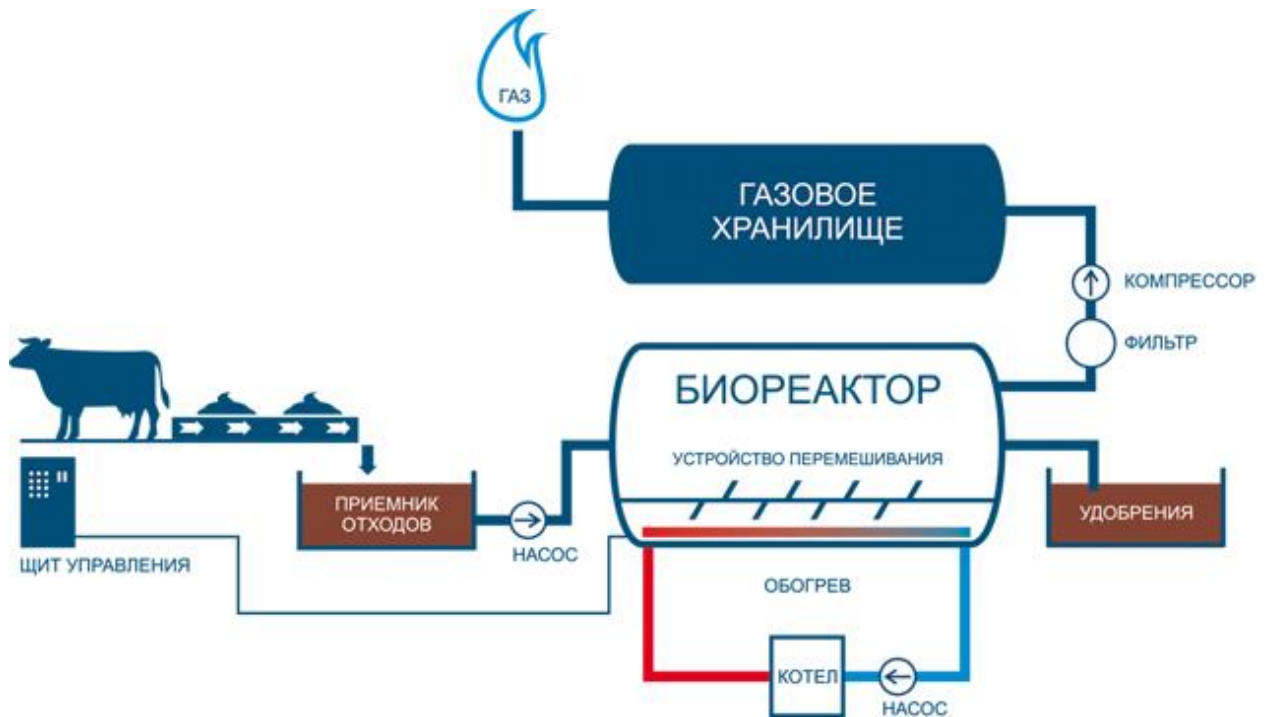 ГАЗ
ГАЗОВОЕ
ХРАНИЛИЩЕ
КОМПРЕССОР
ФИЛЬТР
БИОРЕАКТОР
УСТРОЙСТВО ПЕРЕМЕШИВАНИЯ
ПРИЕМНИК
ОТХОДОВ
УДОБРЕНИЯ
НАСОС
ЩИТ УПРАВЛЕНИЯ
ОБОГРЕВ
КОТЕЛ
НАСОС